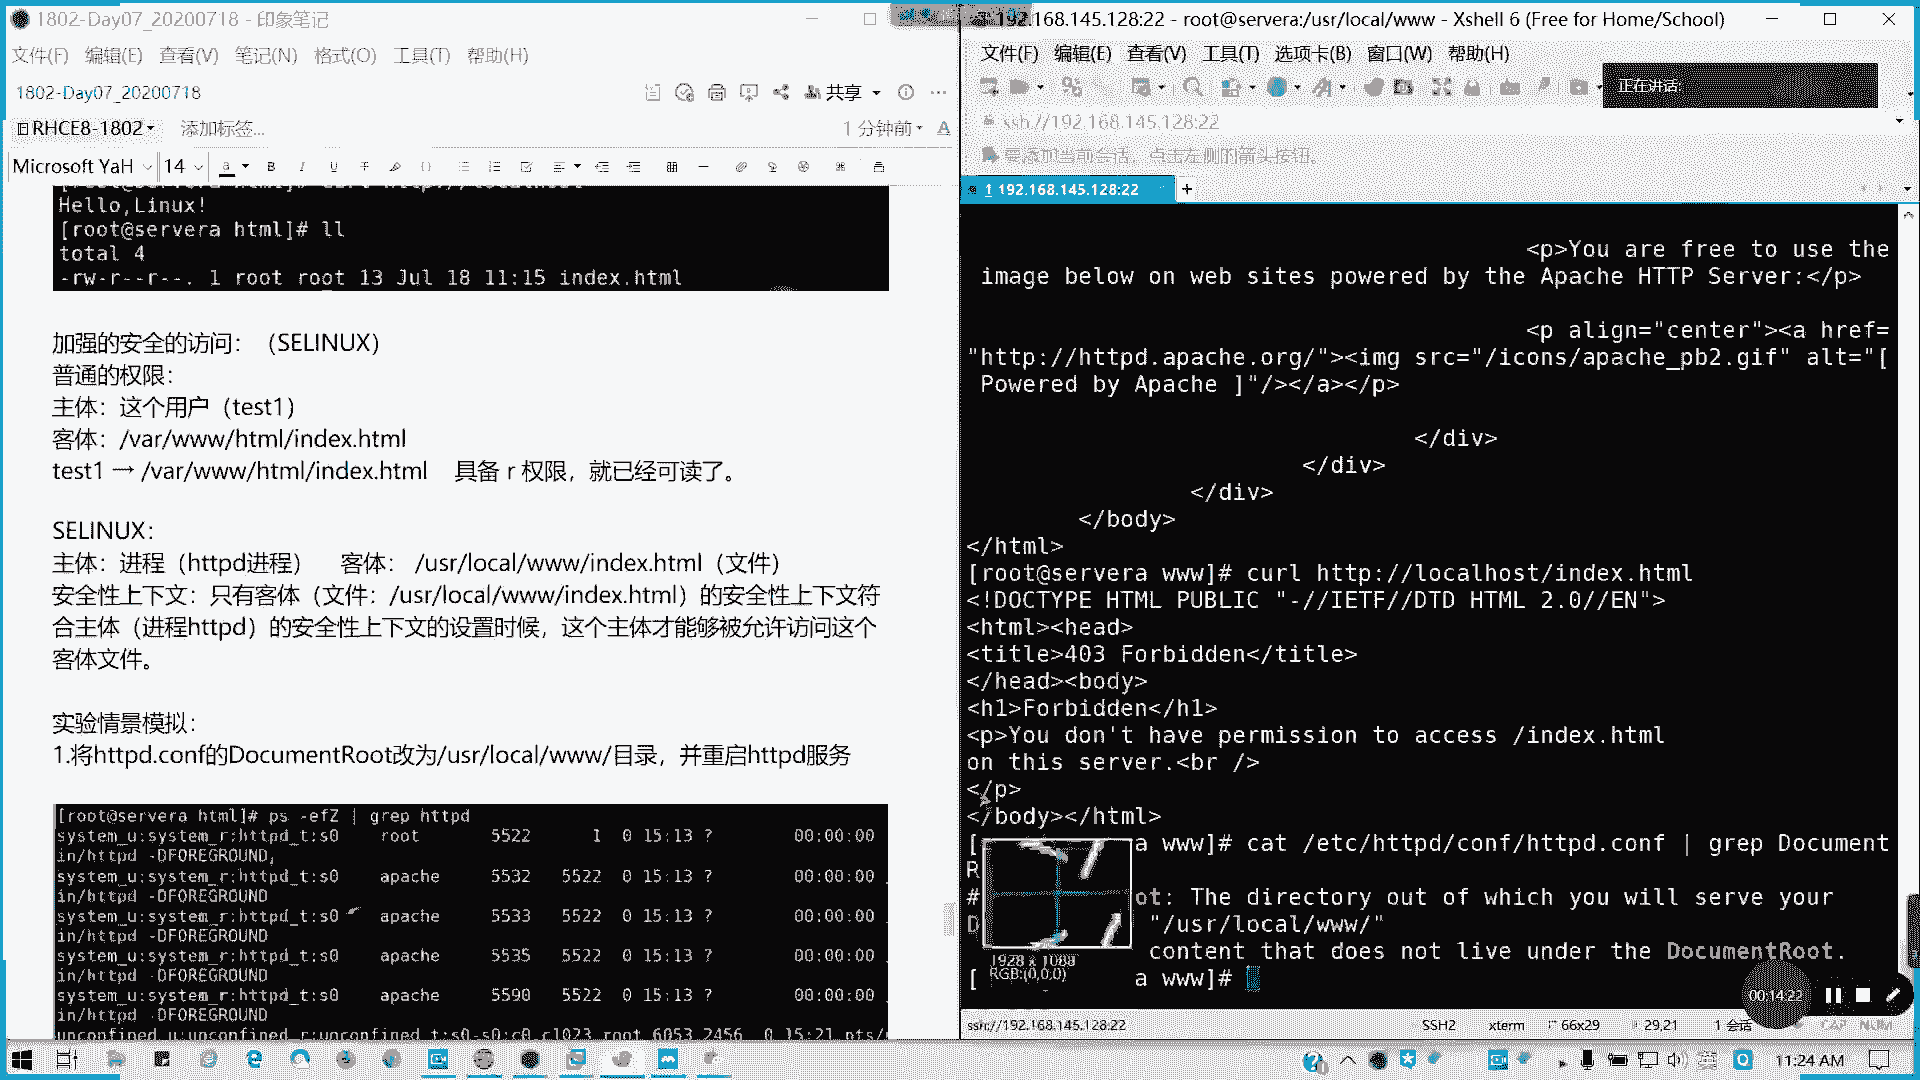 1802-Day07_20200718 - 印象笔记
文件(F) 编辑(E) 查看(V) 笔记(N) 格式(O) 工具(T) 帮助(H)
1802-Day07_20200718
共享
RHCE8-1802 添加标签...
1 分钟前
Microsoft YaH 14
[root@servera html]# curl http://localhost
Hello,Linux!
[root@servera html]# ll
total 4
-rw-r--r--. 1 root root 13 Jul 18 11:15 index.html
加强的安全的访问：（SELINUX）
普通的权限：
主体：这个用户（test1）
客体：/var/www/html/index.html
test1 → /var/www/html/index.html 具备 r 权限，就已经可读了。
SELINUX：
主体：进程（httpd进程） 客体： /usr/local/www/index.html（文件）
安全性上下文：只有客体（文件：/usr/local/www/index.html）的安全性上下文符
合主体（进程httpd）的安全性上下文的设置时候，这个主体才能够被允许访问这个
客体文件。
实验情景模拟：
1.将httpd.conf的DocumentRoot改为/usr/local/www/目录，并重启httpd服务
[root@servera html]# ps -efZ | grep httpd
system_u:system_r:httpd_t:s0 root 5522 1 0 15:13 ? 00:00:00
in/httpd -DFOREGROUND,
system_u:system_r:httpd_t:s0 apache 5532 5522 0 15:13 ? 00:00:00
in/httpd -DFOREGROUND
system_u:system_r:httpd_t:s0 apache 5533 5522 0 15:13 ? 00:00:00
in/httpd -DFOREGROUND
system_u:system_r:httpd_t:s0 apache 5535 5522 0 15:13 ? 00:00:00
in/httpd -DFOREGROUND
system_u:system_r:httpd_t:s0 apache 5590 5522 0 15:13 ? 00:00:00
in/httpd -DFOREGROUND
unconfined_u:unconfined_r:unconfined_t:s0-s0:c0.c1023 root 6053 2456 0 15:21 pts/
192.168.145.128:22 - root@servera:/usr/local/www - Xshell 6 (Free for Home/School)
文件(F) 编辑(E) 查看(V) 工具(T) 选项卡(B) 窗口(W) 帮助(H)
正在讲话:
ssh://192.168.145.128:22
要添加当前会话，点击左侧的箭头按钮。
1 192.168.145.128:22
<p>You are free to use the
image below on web sites powered by the Apache HTTP Server:</p>
<p align="center"><a href=
"http://httpd.apache.org/"><img src="/icons/apache_pb2.gif" alt="[
Powered by Apache ]"/></a></p>
</div>
</div>
</div>
</body>
</html>
[root@servera www]# curl http://localhost/index.html
<!DOCTYPE HTML PUBLIC "-//IETF//DTD HTML 2.0//EN">
<html><head>
<title>403 Forbidden</title>
</head><body>
<h1>Forbidden</h1>
<p>You don't have permission to access /index.html
on this server.<br />
</p>
</body></html>
[ a www]# cat /etc/httpd/conf/httpd.conf | grep Document
R
# ot: The directory out of which you will serve your
D "/usr/local/www/"
content that does not live under the DocumentRoot.
[ a www]#
1928 x 1088
RGB:(0,0,0)
00:14:22
ssh://192.168.145.128:22 SSH2 xterm 66x29 29,21 1 会话 CAP NUM
英
11:24 AM